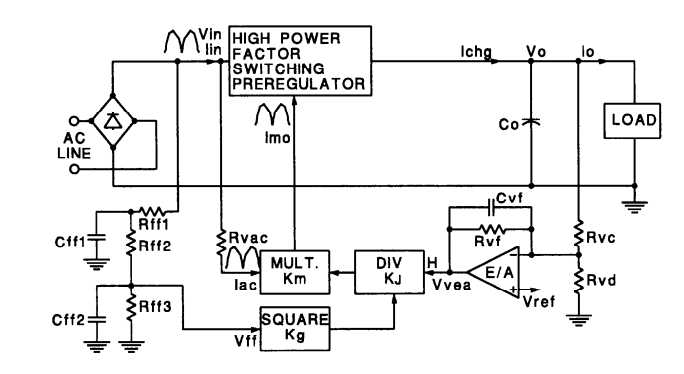 Vin
Iin
HIGH POWER
FACTOR
SWITCHING
PREREGULATOR
Ichg
Vo
io
AC
LINE
Imo
Co
LOAD
Cff1
Rff1
Rff2
Rvac
Iac
MULT.
Km
DIV
KJ
H
Vvea
Cvf
Rvf
E/A
-
+
Vref
Rvc
Rvd
Cff2
Rff3
Vff
SQUARE
Kg